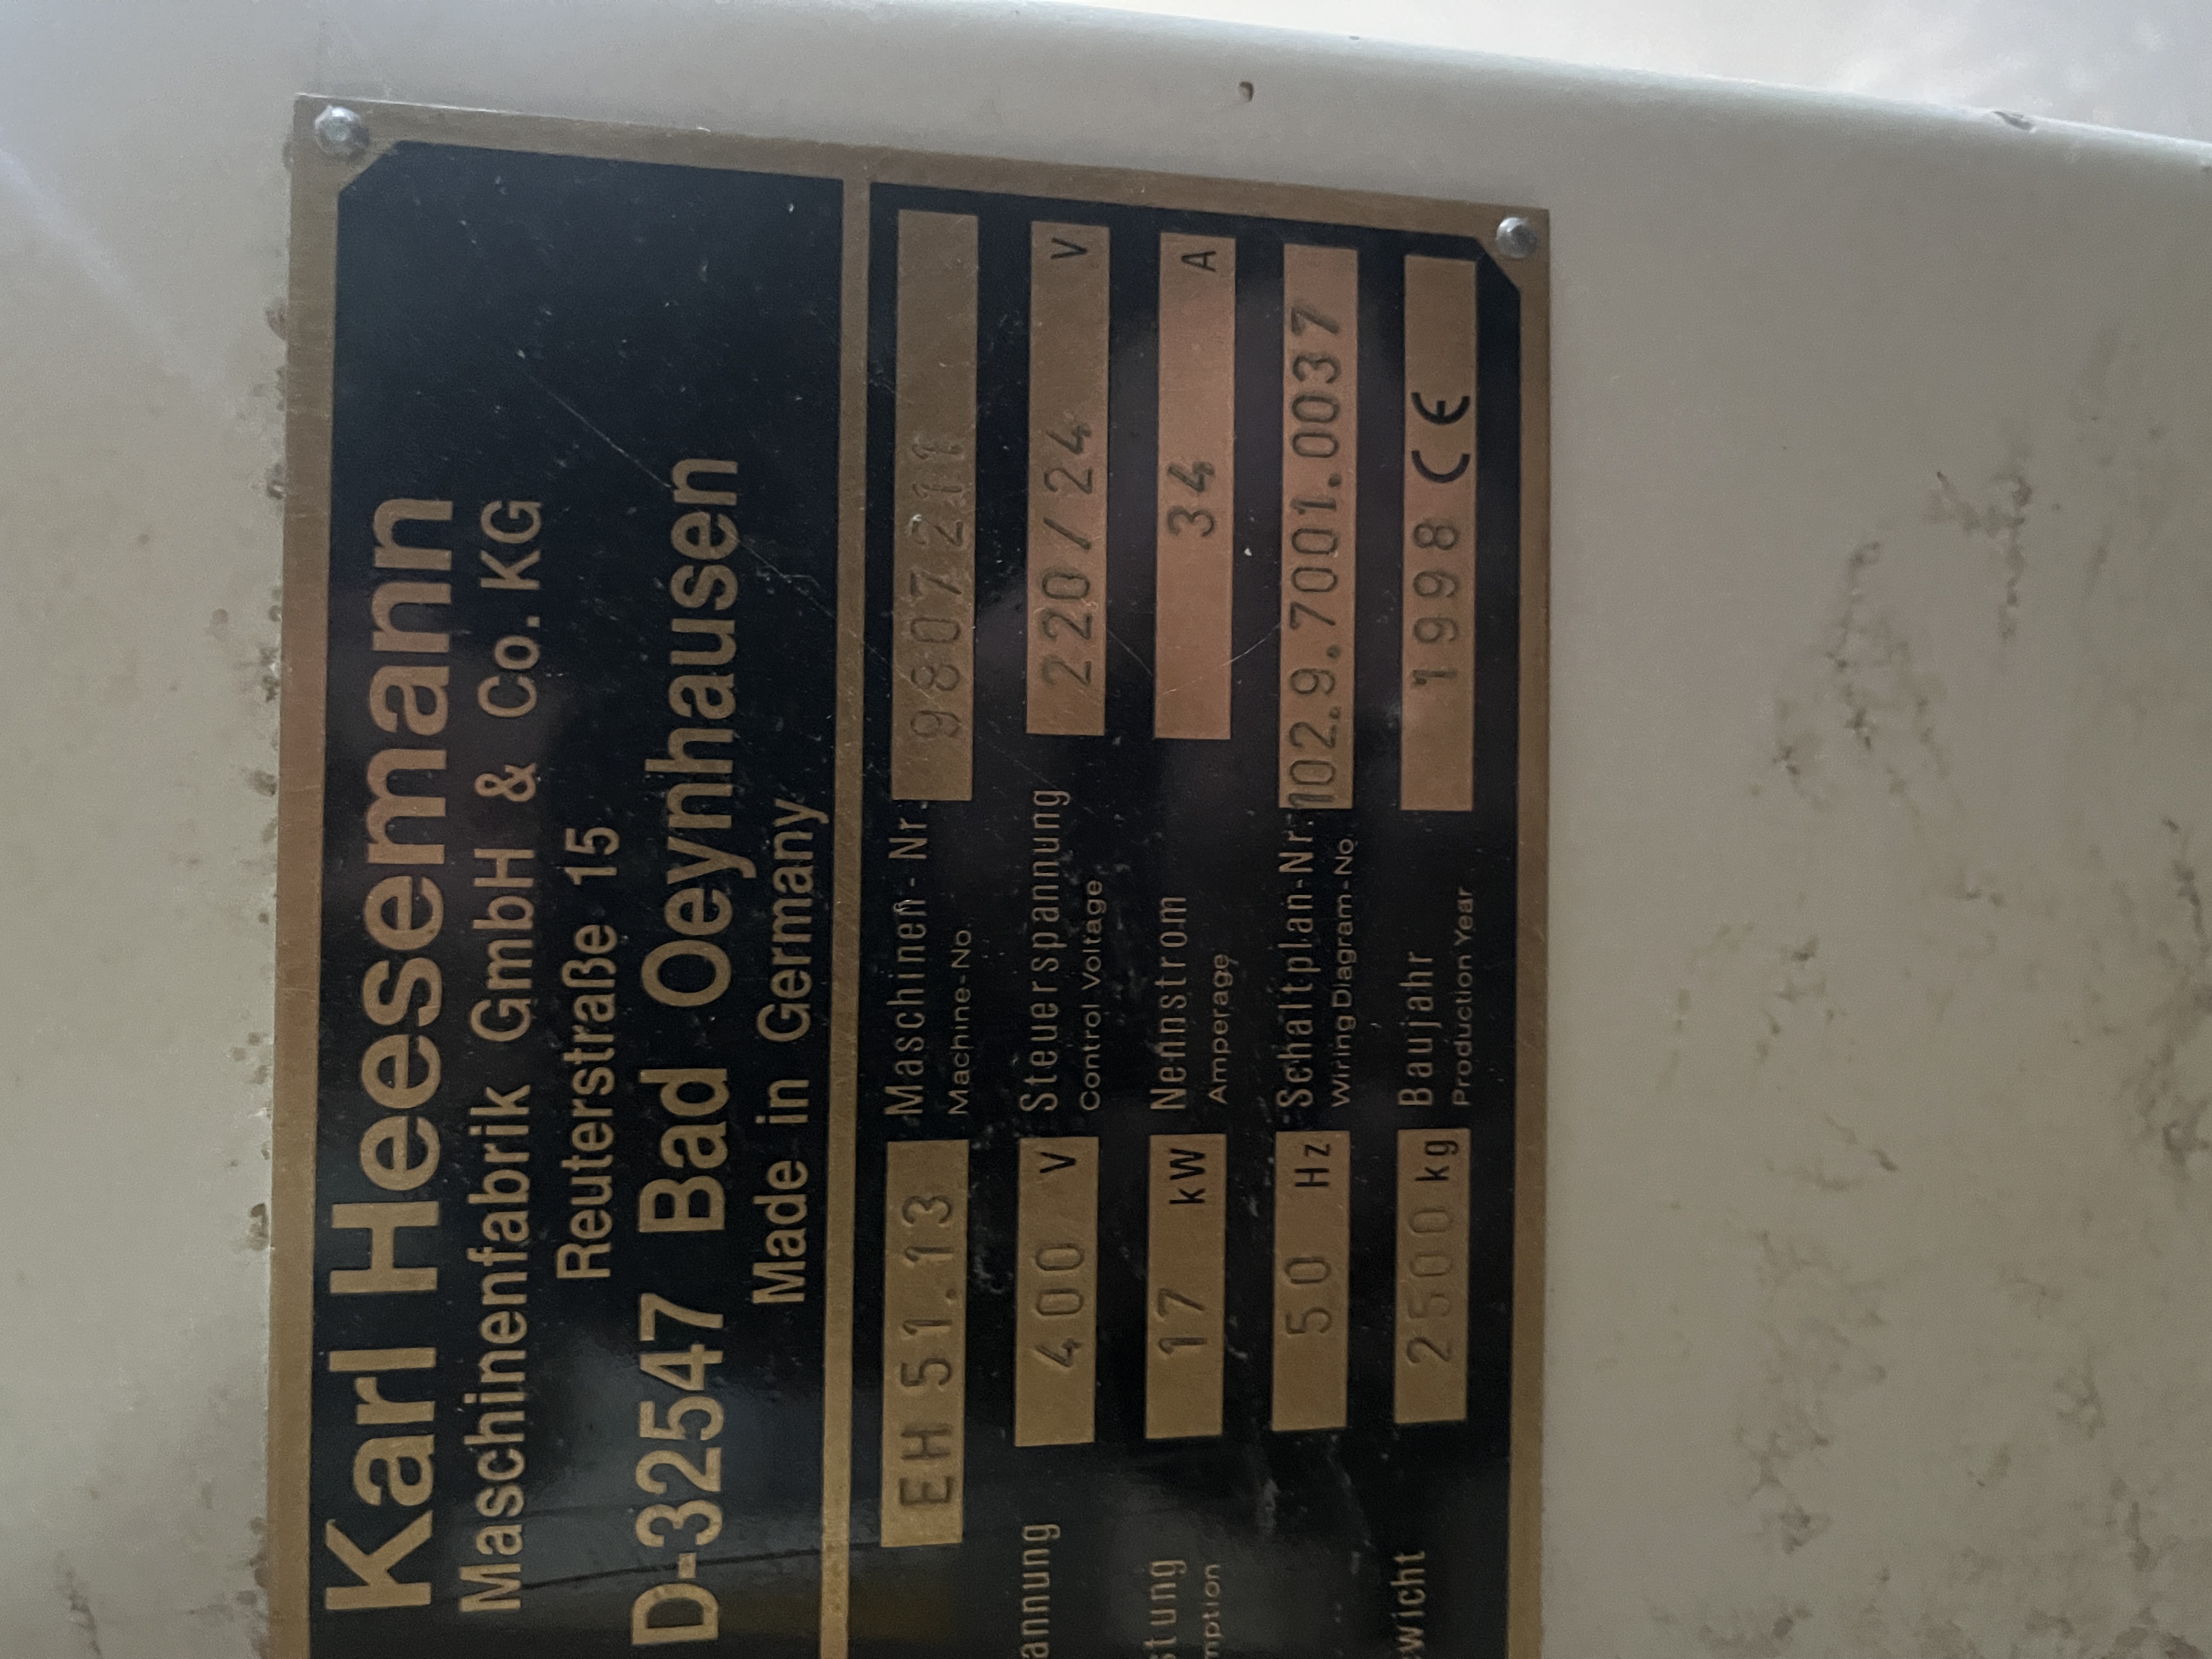 Karl Heesemann
Maschinenfabrik GmbH & Co. KG
Reuterstraße 15
D-32547 Bad Oeynhausen
Made in Germany
EH 51.13 Maschinen-Nr. 9807211
Machine-No.
annung 400 V Steuerspannung 220/24 V
Control Voltage
stung 17 kW Nennstrom 34 A
mption Amperage
50 Hz Schaltplan-Nr. 102.9.7001.0037
Wiring Diagram-No.
ewicht 2500 kg Baujahr 1998 CE
Production Year